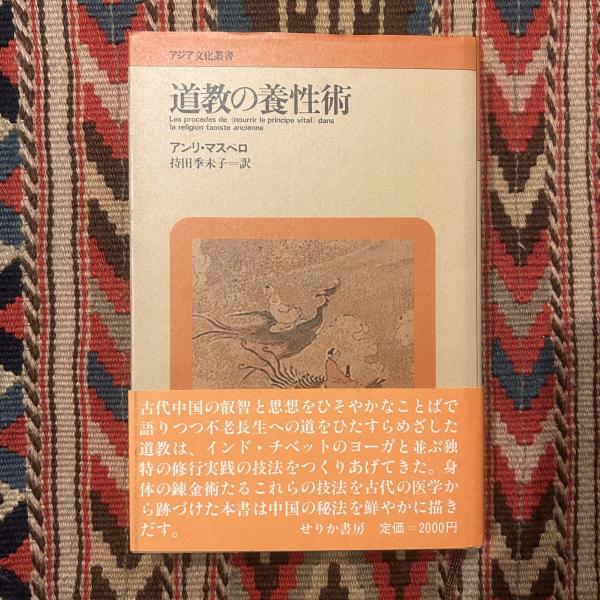 アジア文化叢書
道教の養性術
Les procedes de 〈nourrir le principe vital〉 dans
la religion taoiste ancienne
アンリ・マスペロ
持田季未子＝訳
古代中国の叡智と思想をひそやかなことばで
語りつつ不老長生への道をひたすらめざした
道教は、インド・チベットのヨーガと並ぶ独
特の修行実践の技法をつくりあげてきた。身
体の錬金術たるこれらの技法を古代の医学か
ら跡づけた本書は中国の秘法を鮮やかに描き
だす。
せりか書房 定価＝2000円